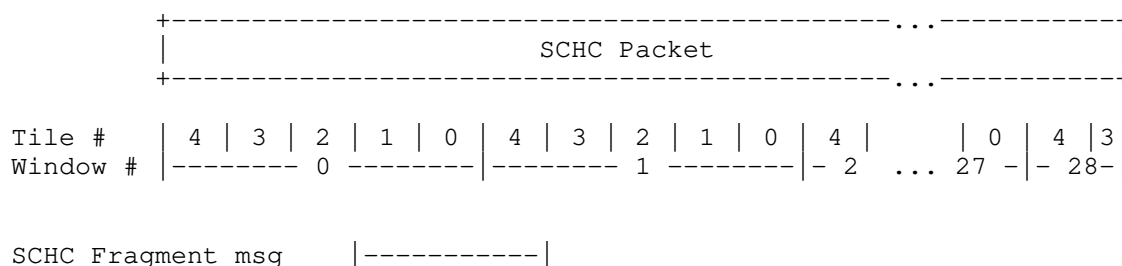 +---------------------------------------------...-----------+
|                       SCHC Packet                         |
+---------------------------------------------...-----------+
Tile #   | 4 | 3 | 2 | 1 | 0 | 4 | 3 | 2 | 1 | 0 | 4 |     | 0 | 4 |3|
Window # |-------- 0 --------|-------- 1 --------|- 2  ... 27 -|- 28-|
SCHC Fragment msg    |-----------|